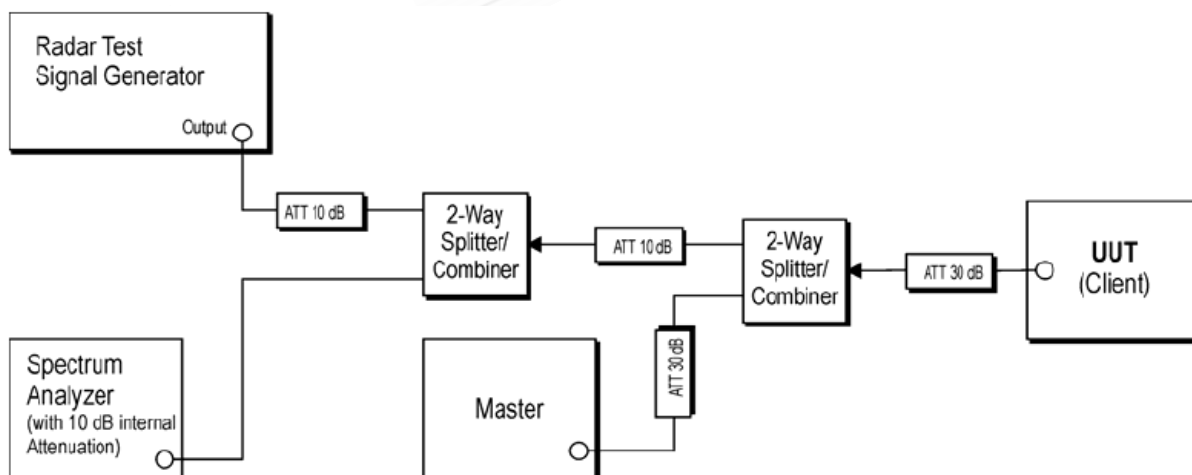 Radar Test
Signal Generator
Output
ATT 10 dB
2-Way
Splitter/
Combiner
ATT 10 dB
2-Way
Splitter/
Combiner
ATT 30 dB
UUT
(Client)
Spectrum
Analyzer
(with 10 dB internal
Attenuation)
Master
ATT 30 dB